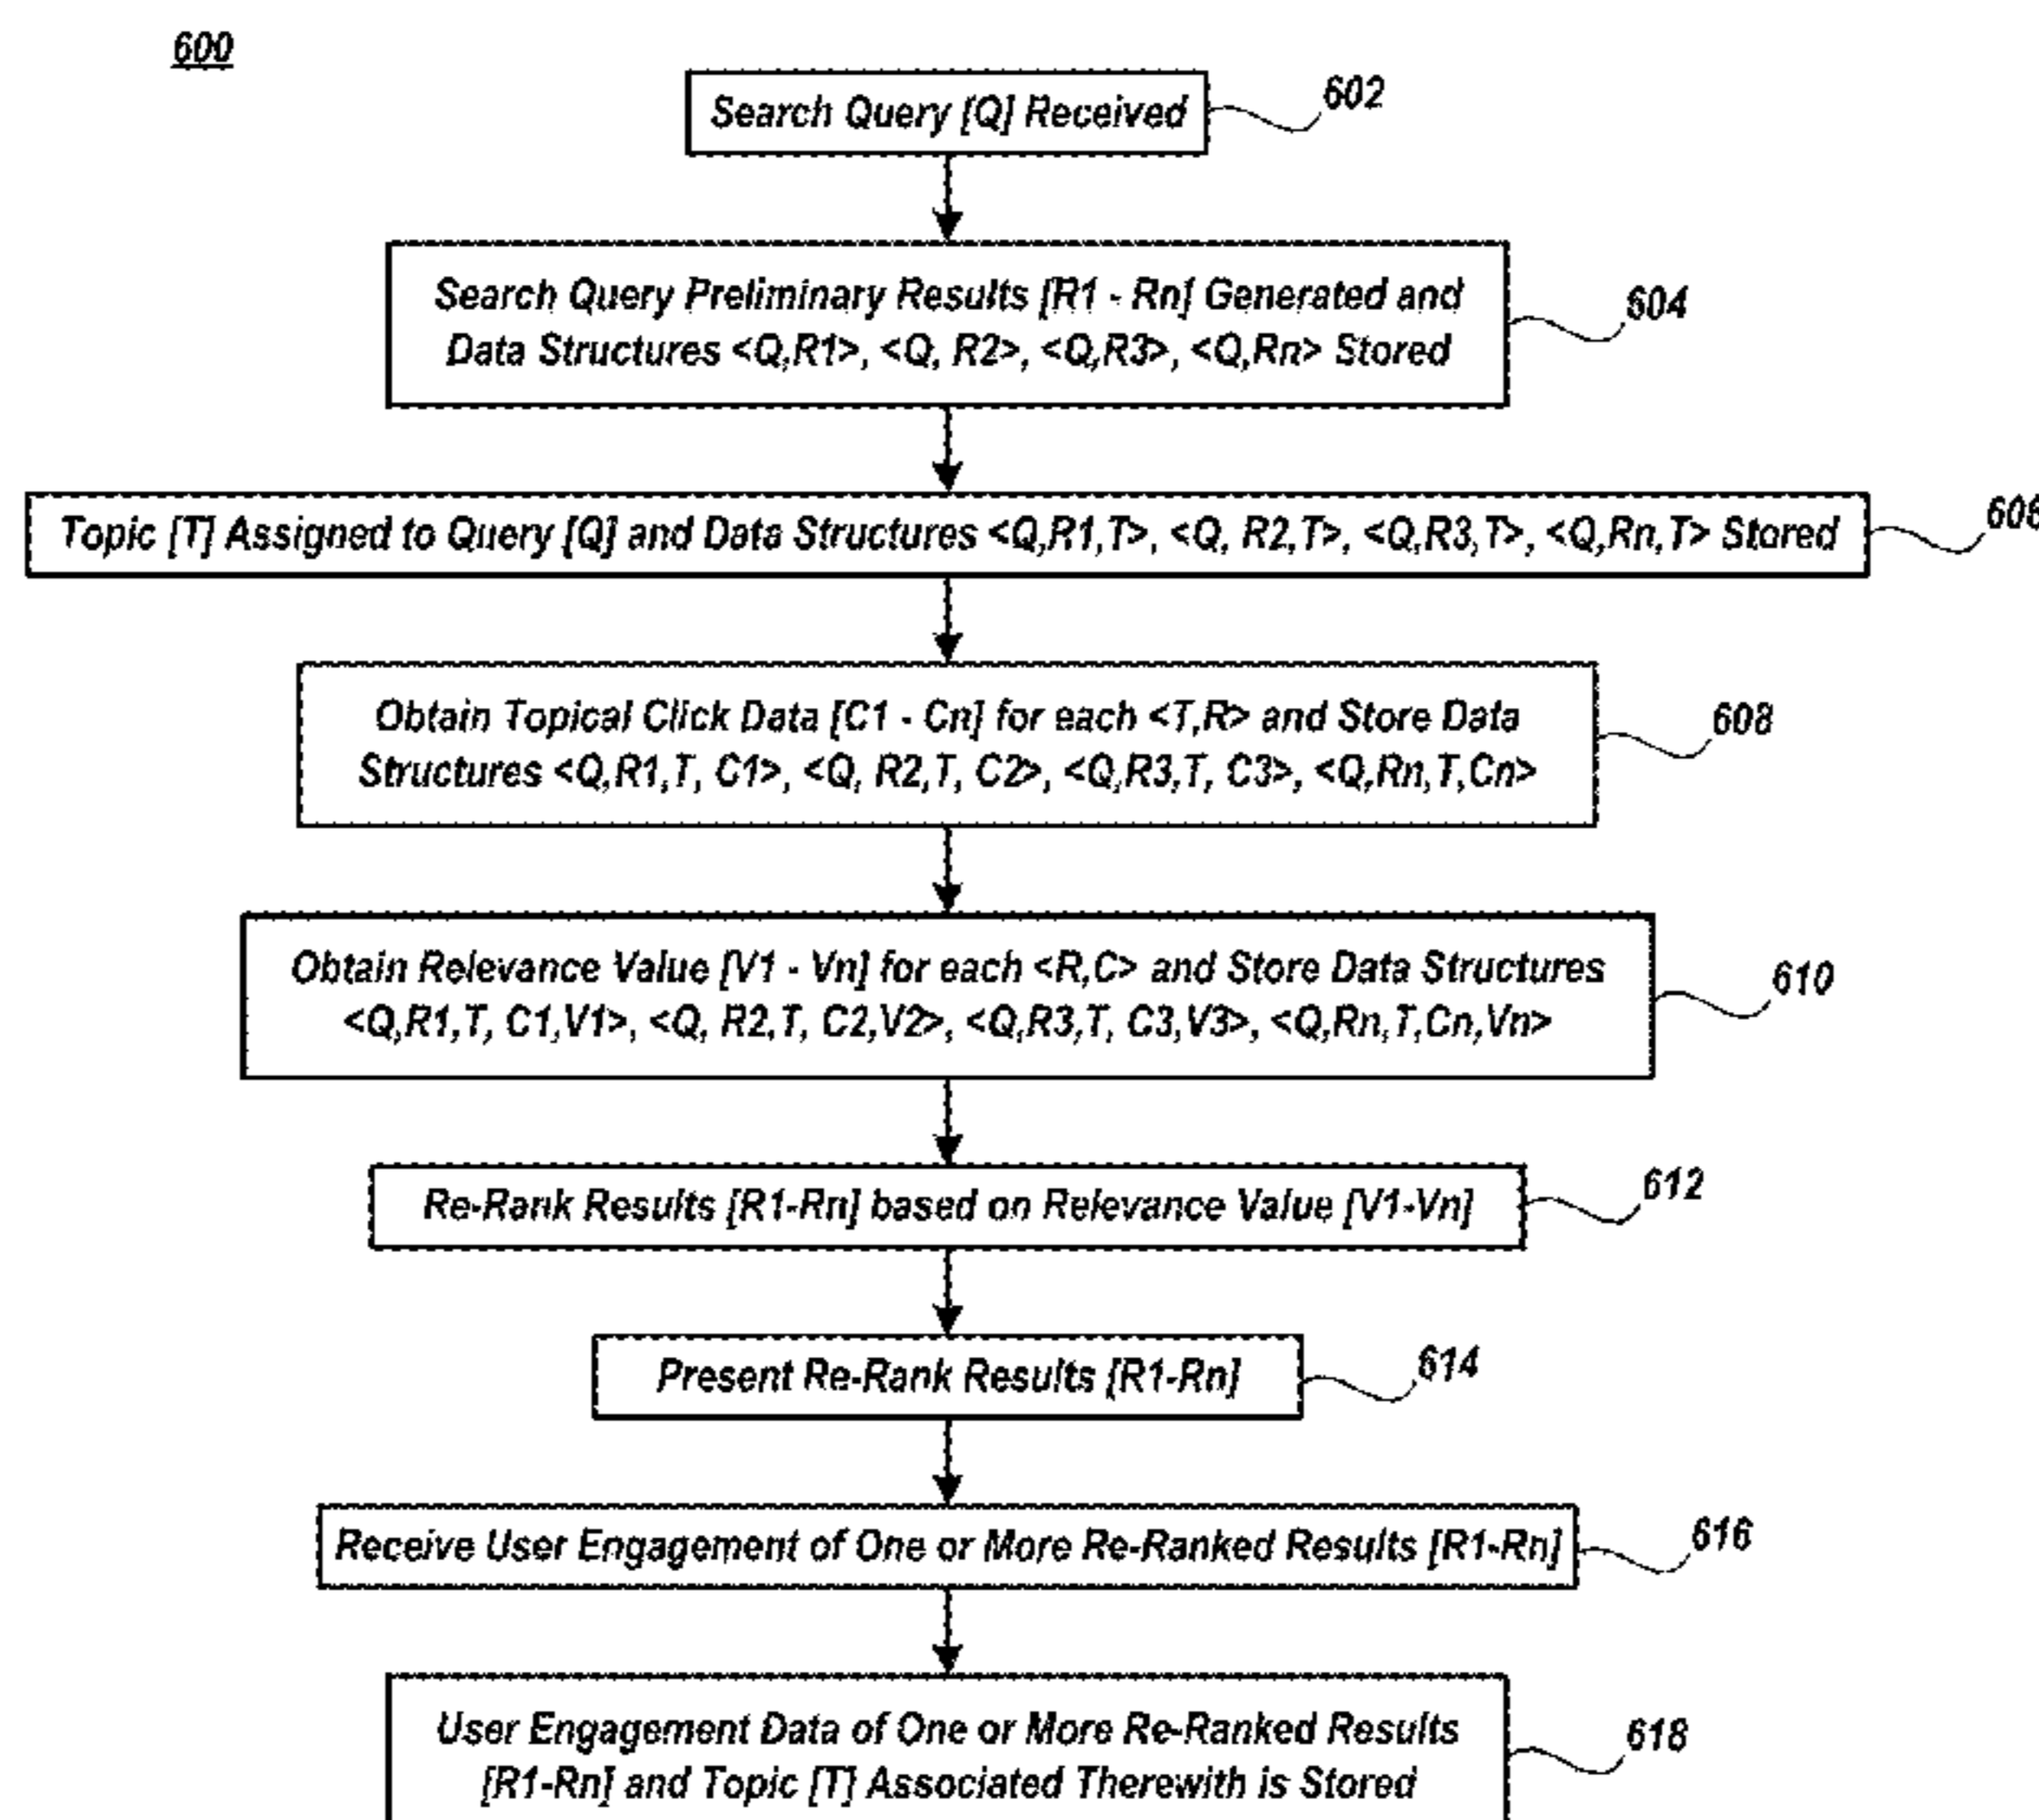 600
Search Query [Q] Received
602
Search Query Preliminary Results [R1 - Rn] Generated and
Data Structures <Q,R1>, <Q, R2>, <Q,R3>, <Q,Rn> Stored
604
Topic [T] Assigned to Query [Q] and Data Structures <Q,R1,T>, <Q, R2,T>, <Q,R3,T>, <Q,Rn,T> Stored
606
Obtain Topical Click Data [C1 - Cn] for each <T,R> and Store Data
Structures <Q,R1,T, C1>, <Q, R2,T, C2>, <Q,R3,T, C3>, <Q,Rn,T,Cn>
608
Obtain Relevance Value [V1 - Vn] for each <R,C> and Store Data Structures
<Q,R1,T, C1,V1>, <Q, R2,T, C2,V2>, <Q,R3,T, C3,V3>, <Q,Rn,T,Cn,Vn>
610
Re-Rank Results [R1-Rn] based on Relevance Value [V1-Vn]
612
Present Re-Rank Results [R1-Rn]
614
Receive User Engagement of One or More Re-Ranked Results [R1-Rn]
616
User Engagement Data of One or More Re-Ranked Results
[R1-Rn] and Topic [T] Associated Therewith is Stored
618